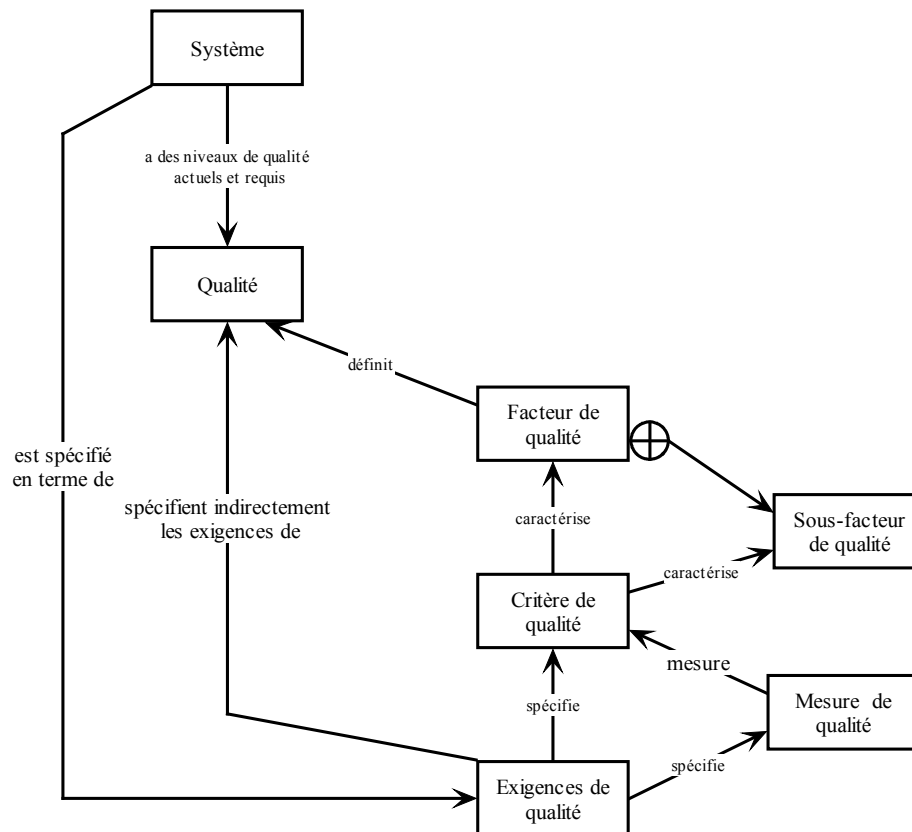 Système
a des niveaux de qualité
actuels et requis
Qualité
définit
Facteur de
qualité
est spécifié
en terme de
spécifient indirectement
les exigences de
caractérise
Sous-facteur
de qualité
caractérise
Critère de
qualité
mesure
spécifie
Mesure de
qualité
spécifie
Exigences de
qualité